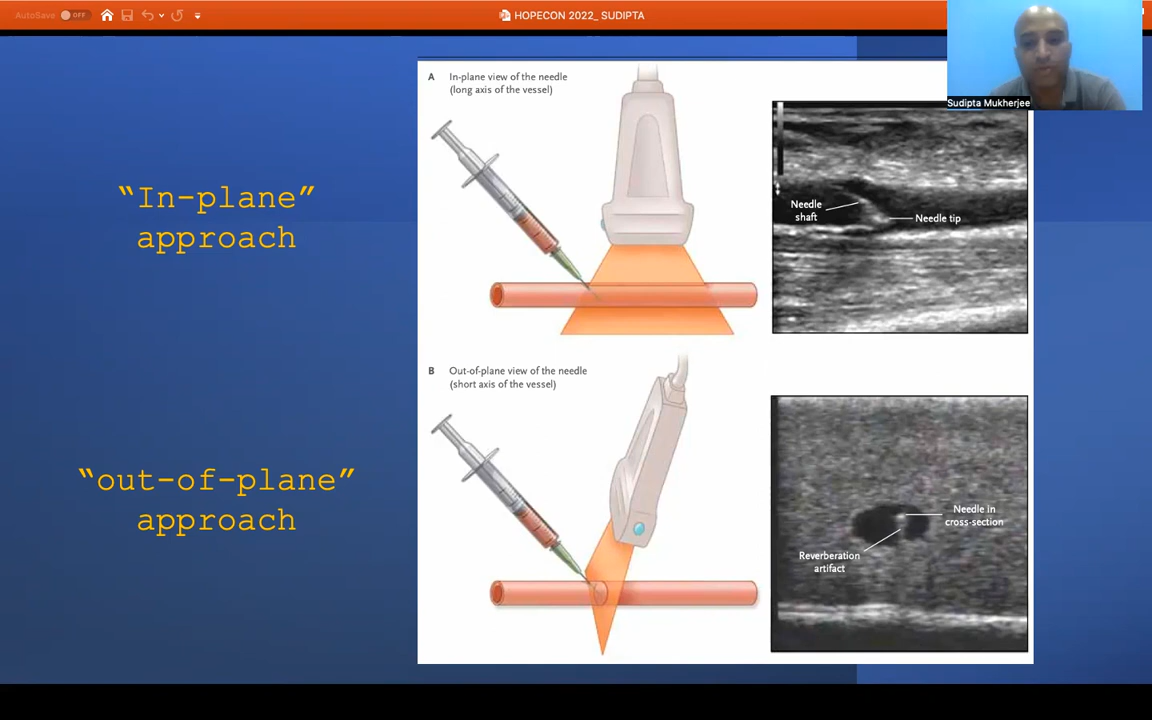 AutoSave OFF
HOPECON 2022_ SUDIPTA
Sudipta Mukherjee
“In-plane”
approach
“out-of-plane”
approach
A In-plane view of the needle
(long axis of the vessel)
Needle
shaft
Needle tip
B Out-of-plane view of the needle
(short axis of the vessel)
Needle in
cross-section
Reverberation
artifact